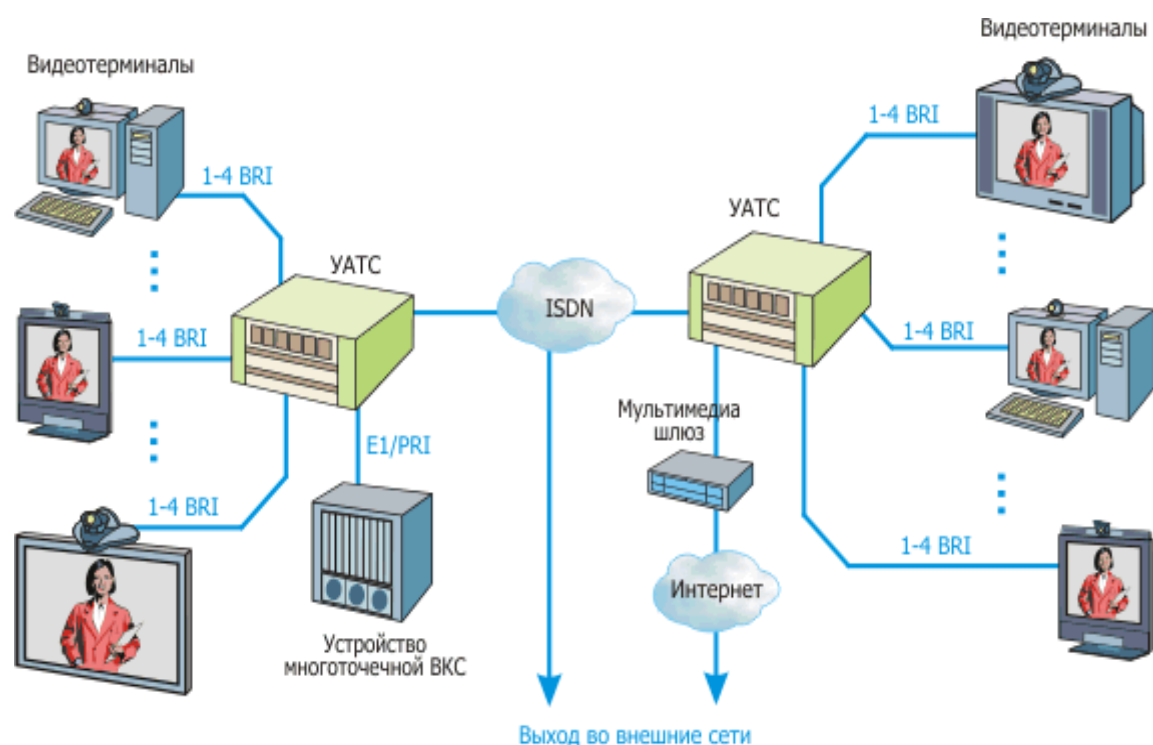 Видеотерминалы
Видеотерминалы
1-4 BRI
1-4 BRI
УАТС
УАТС
ISDN
1-4 BRI
1-4 BRI
Мультимедиа
шлюз
E1/PRI
1-4 BRI
1-4 BRI
Интернет
Устройство
многоточечной ВКС
Выход во внешние сети